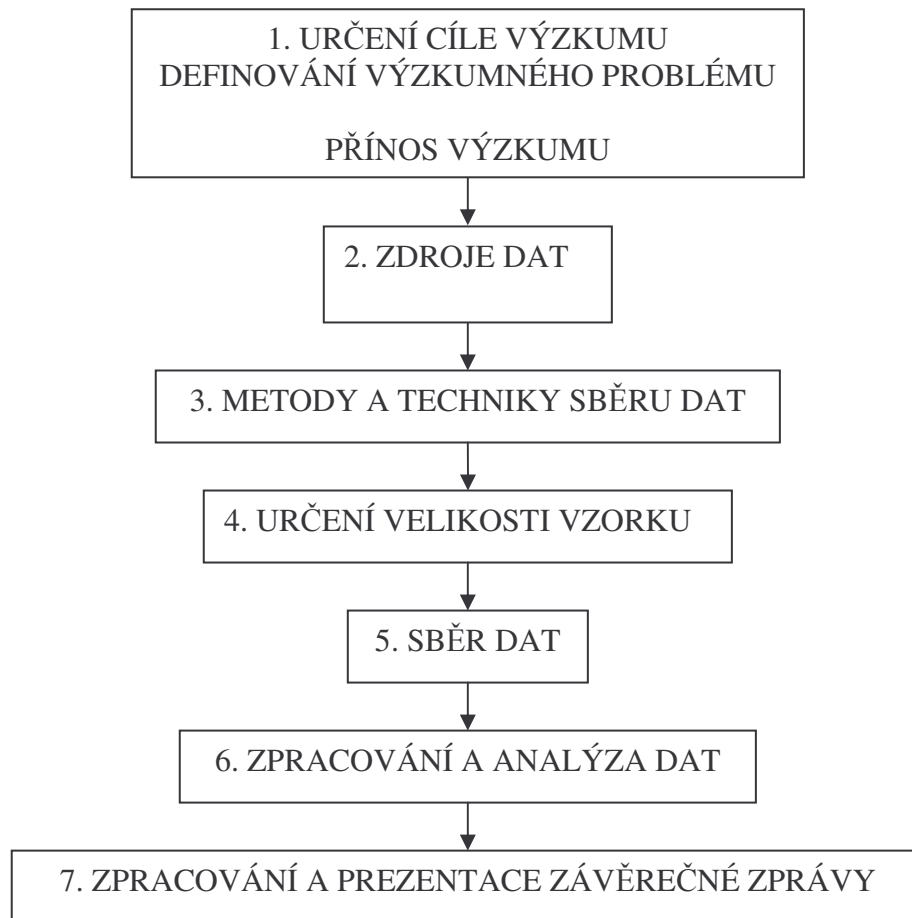 1. URČENÍ CÍLE VÝZKUMU
DEFINOVÁNÍ VÝZKUMNÉHO PROBLÉMU
PŘÍNOS VÝZKUMU
2. ZDROJE DAT
3. METODY A TECHNIKY SBĚRU DAT
4. URČENÍ VELIKOSTI VZORKU
5. SBĚR DAT
6. ZPRACOVÁNÍ A ANALÝZA DAT
7. ZPRACOVÁNÍ A PREZENTACE ZÁVĚREČNÉ ZPRÁVY